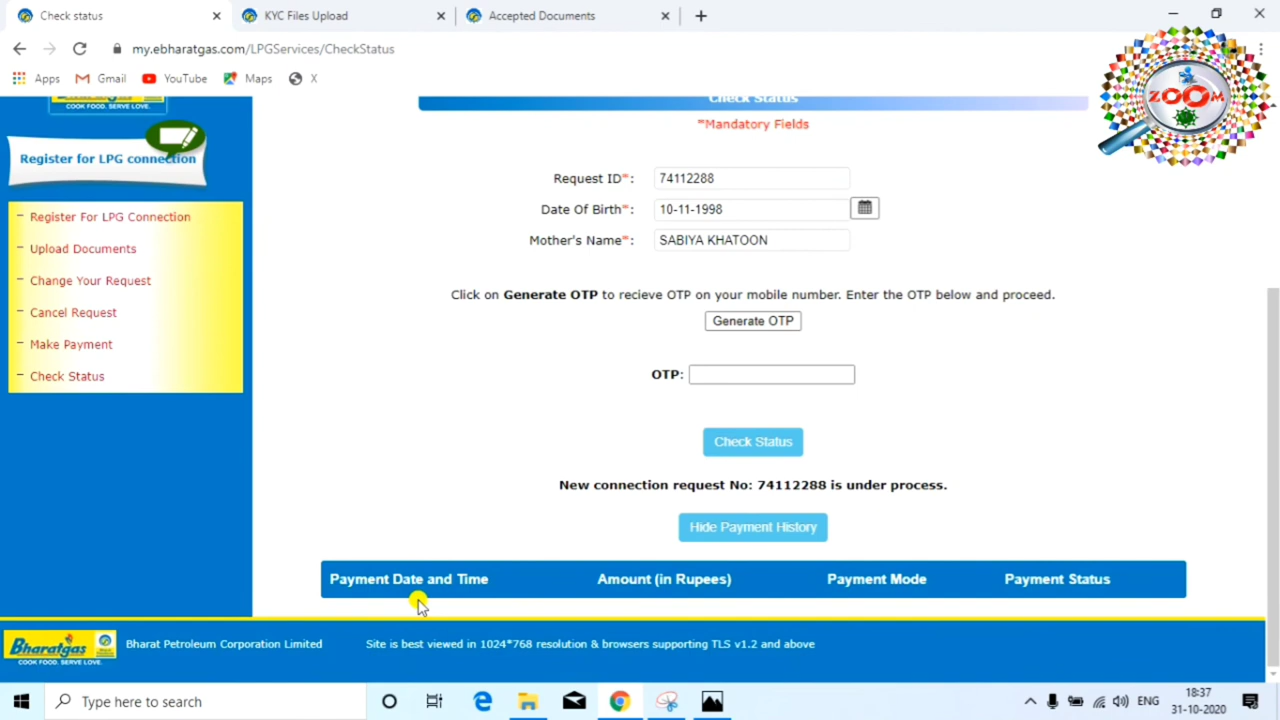 Check status
KYC Files Upload
Accepted Documents
my.ebharatgas.com/LPGServices/CheckStatus
Apps
Gmail
YouTube
Maps
X
ZOOM
COOK FOOD. SERVE LOVE.
Register for LPG connection
Register For LPG Connection
Upload Documents
Change Your Request
Cancel Request
Make Payment
Check Status
Check Status
*Mandatory Fields
Request ID*: 74112288
Date Of Birth*: 10-11-1998
Mother's Name*: SABIYA KHATOON
Click on Generate OTP to recieve OTP on your mobile number. Enter the OTP below and proceed.
Generate OTP
OTP:
Check Status
New connection request No: 74112288 is under process.
Hide Payment History
Payment Date and Time Amount (in Rupees) Payment Mode Payment Status
Bharatgas
COOK FOOD. SERVE LOVE.
Bharat Petroleum Corporation Limited
Site is best viewed in 1024*768 resolution & browsers supporting TLS v1.2 and above
Type here to search
ENG
18:37
31-10-2020